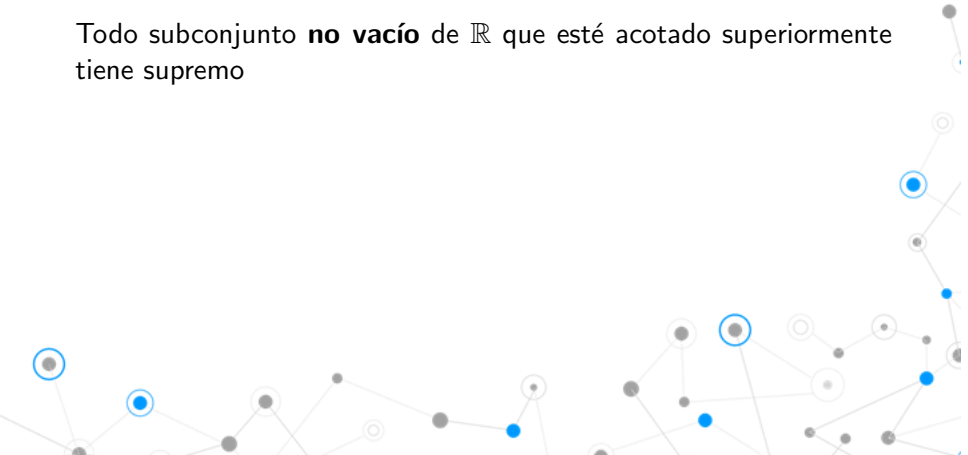 Todo subconjunto no vacío de ℝ que esté acotado superiormente
tiene supremo